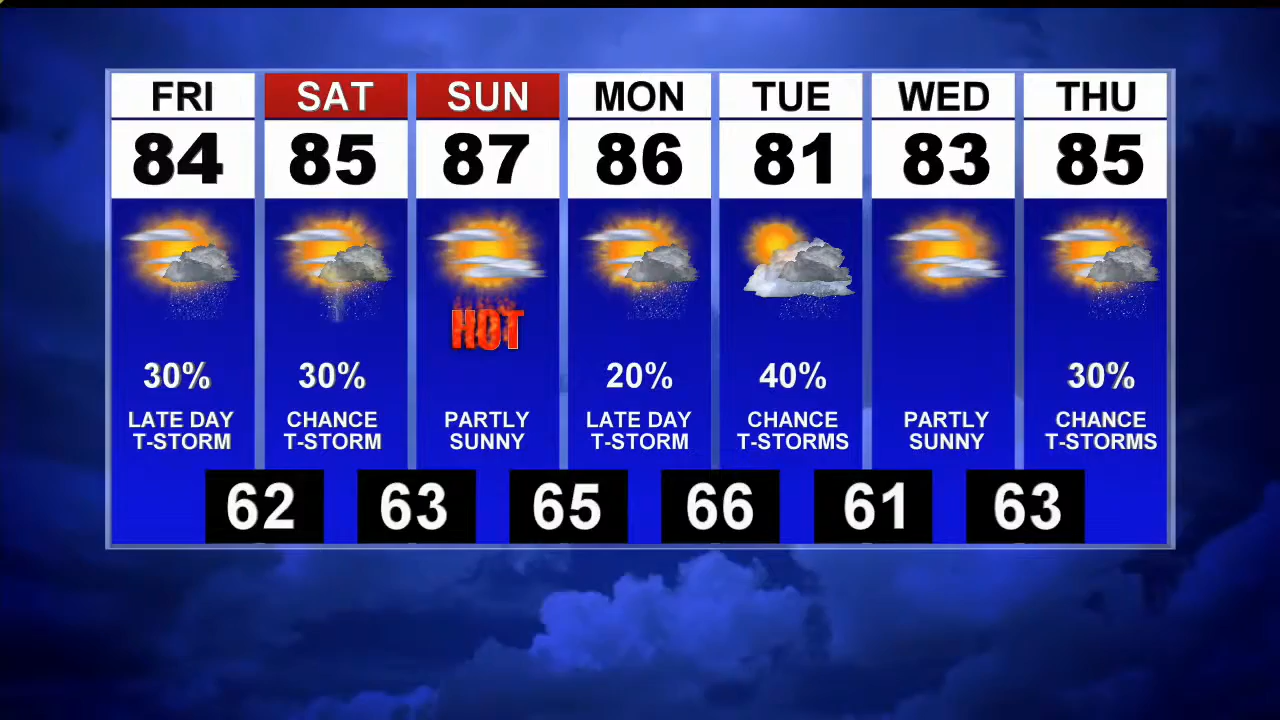 FRI SAT SUN MON TUE WED THU
84 85 87 86 81 83 85
HOT
30% 30% 20% 40% 30%
LATE DAY CHANCE PARTLY LATE DAY CHANCE PARTLY CHANCE
T-STORM T-STORM SUNNY T-STORM T-STORMS SUNNY T-STORMS
62 63 65 66 61 63